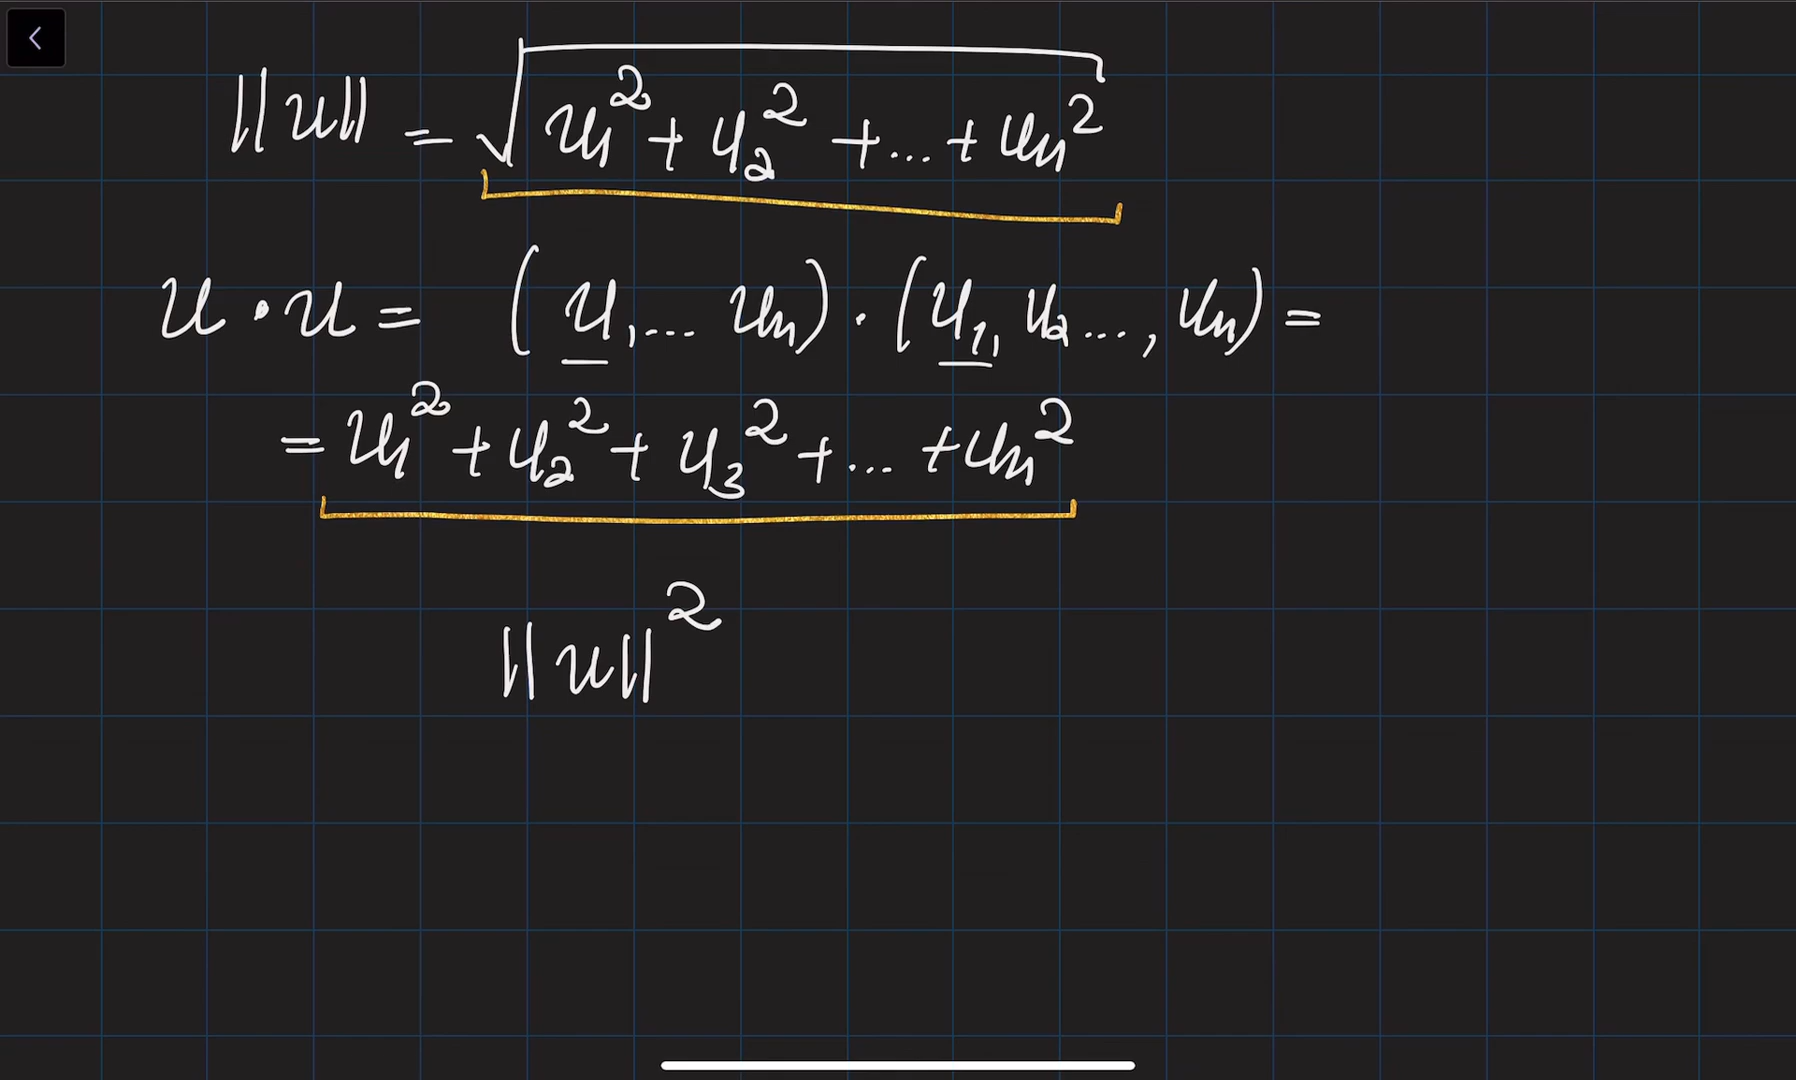 ||u|| = √(u₁² + u₂² + ... + uₙ²)
u · u = (u₁, ... uₙ) · (u₁, u₂ ..., uₙ) =
= u₁² + u₂² + u₃² + ... + uₙ²
||u||²